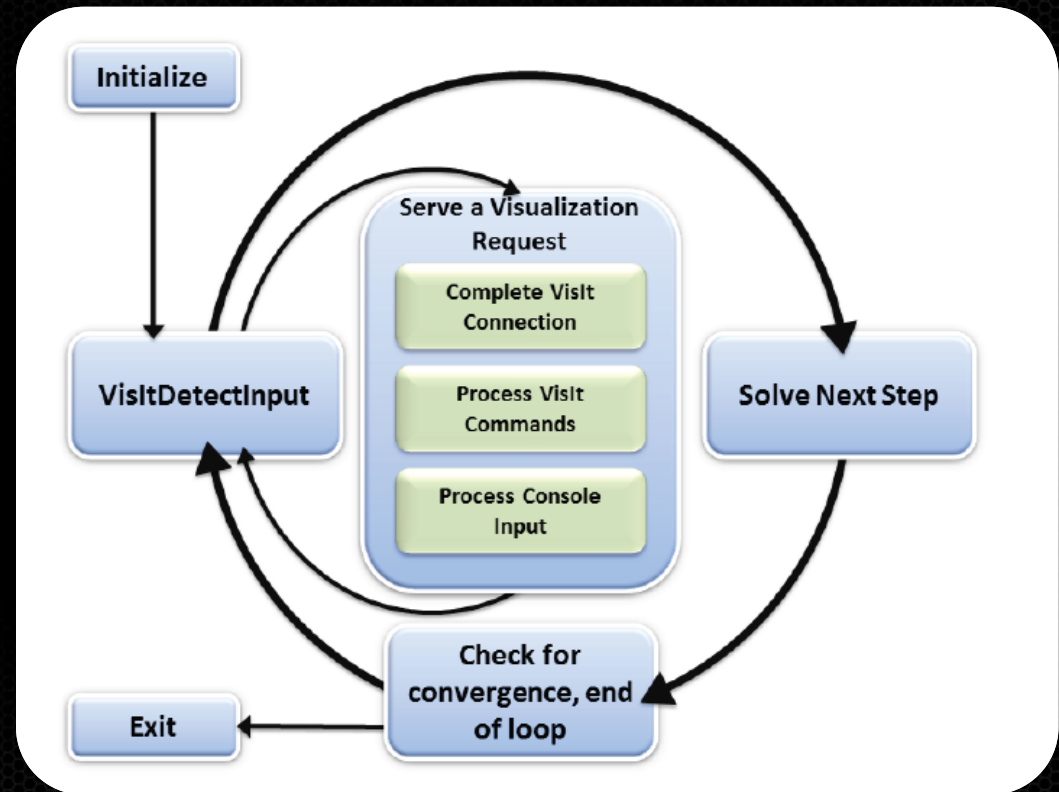 Initialize
Serve a Visualization
Request
Complete VisIt
Connection
VisItDetectInput
Process VisIt
Commands
Solve Next Step
Process Console
Input
Check for
convergence, end
of loop
Exit